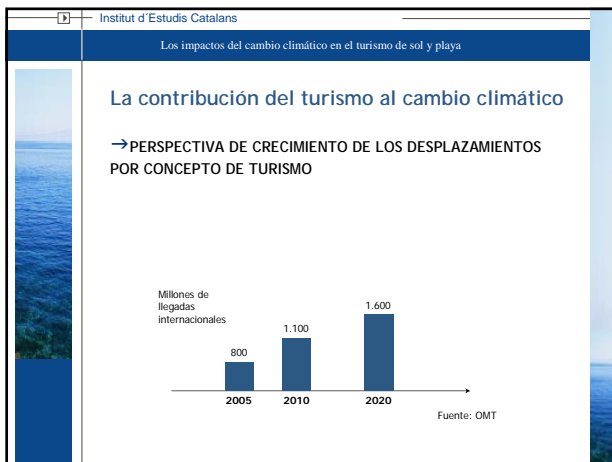 Institut d´Estudis Catalans
Los impactos del cambio climático en el turismo de sol y playa
La contribución del turismo al cambio climático
→PERSPECTIVA DE CRECIMIENTO DE LOS DESPLAZAMIENTOS
POR CONCEPTO DE TURISMO
Millones de
llegadas
internacionales
800
1.100
1.600
2005
2010
2020
Fuente: OMT